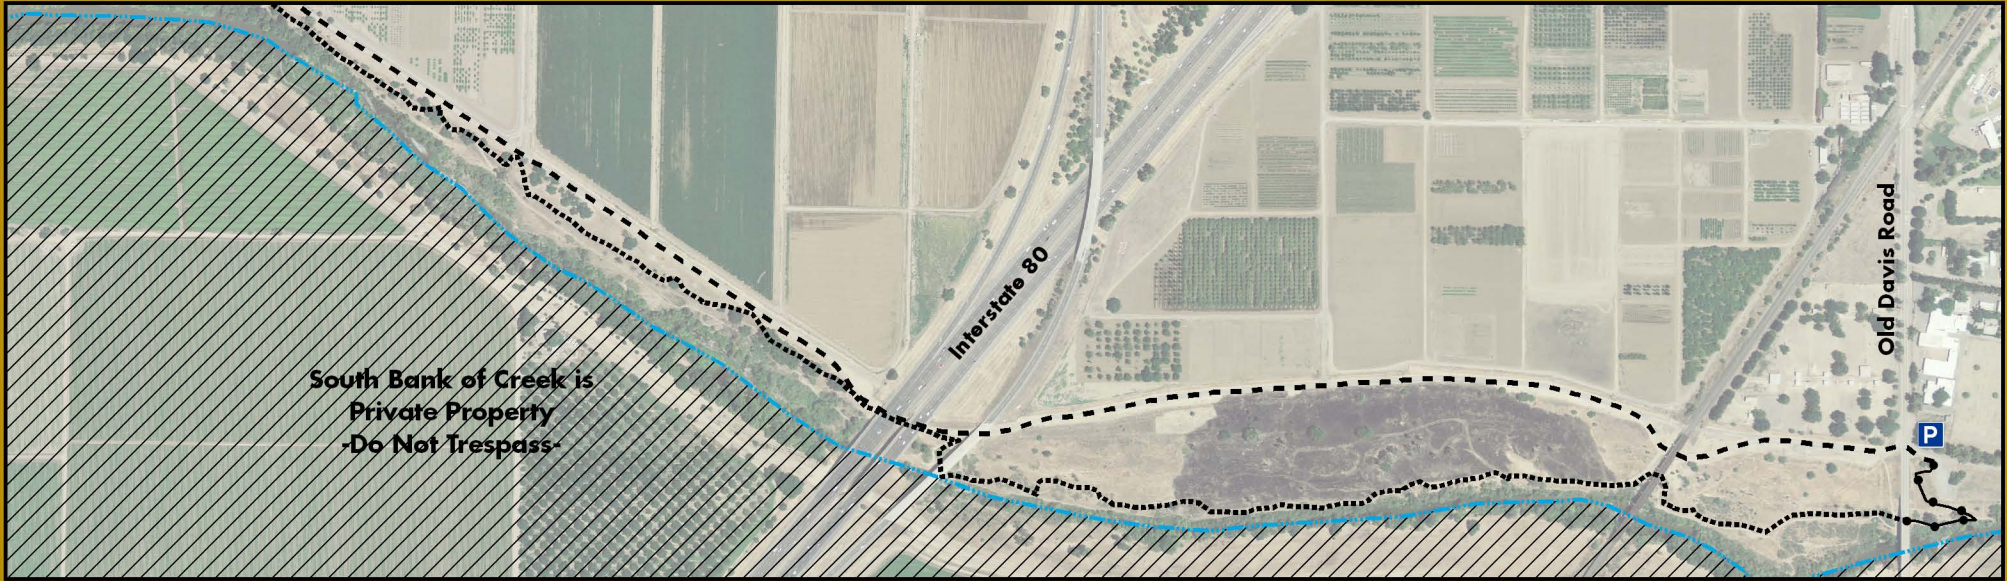 Interstate 80
Old Davis Road
South Bank of Creek is
Private Property
-Do Not Trespass-
P